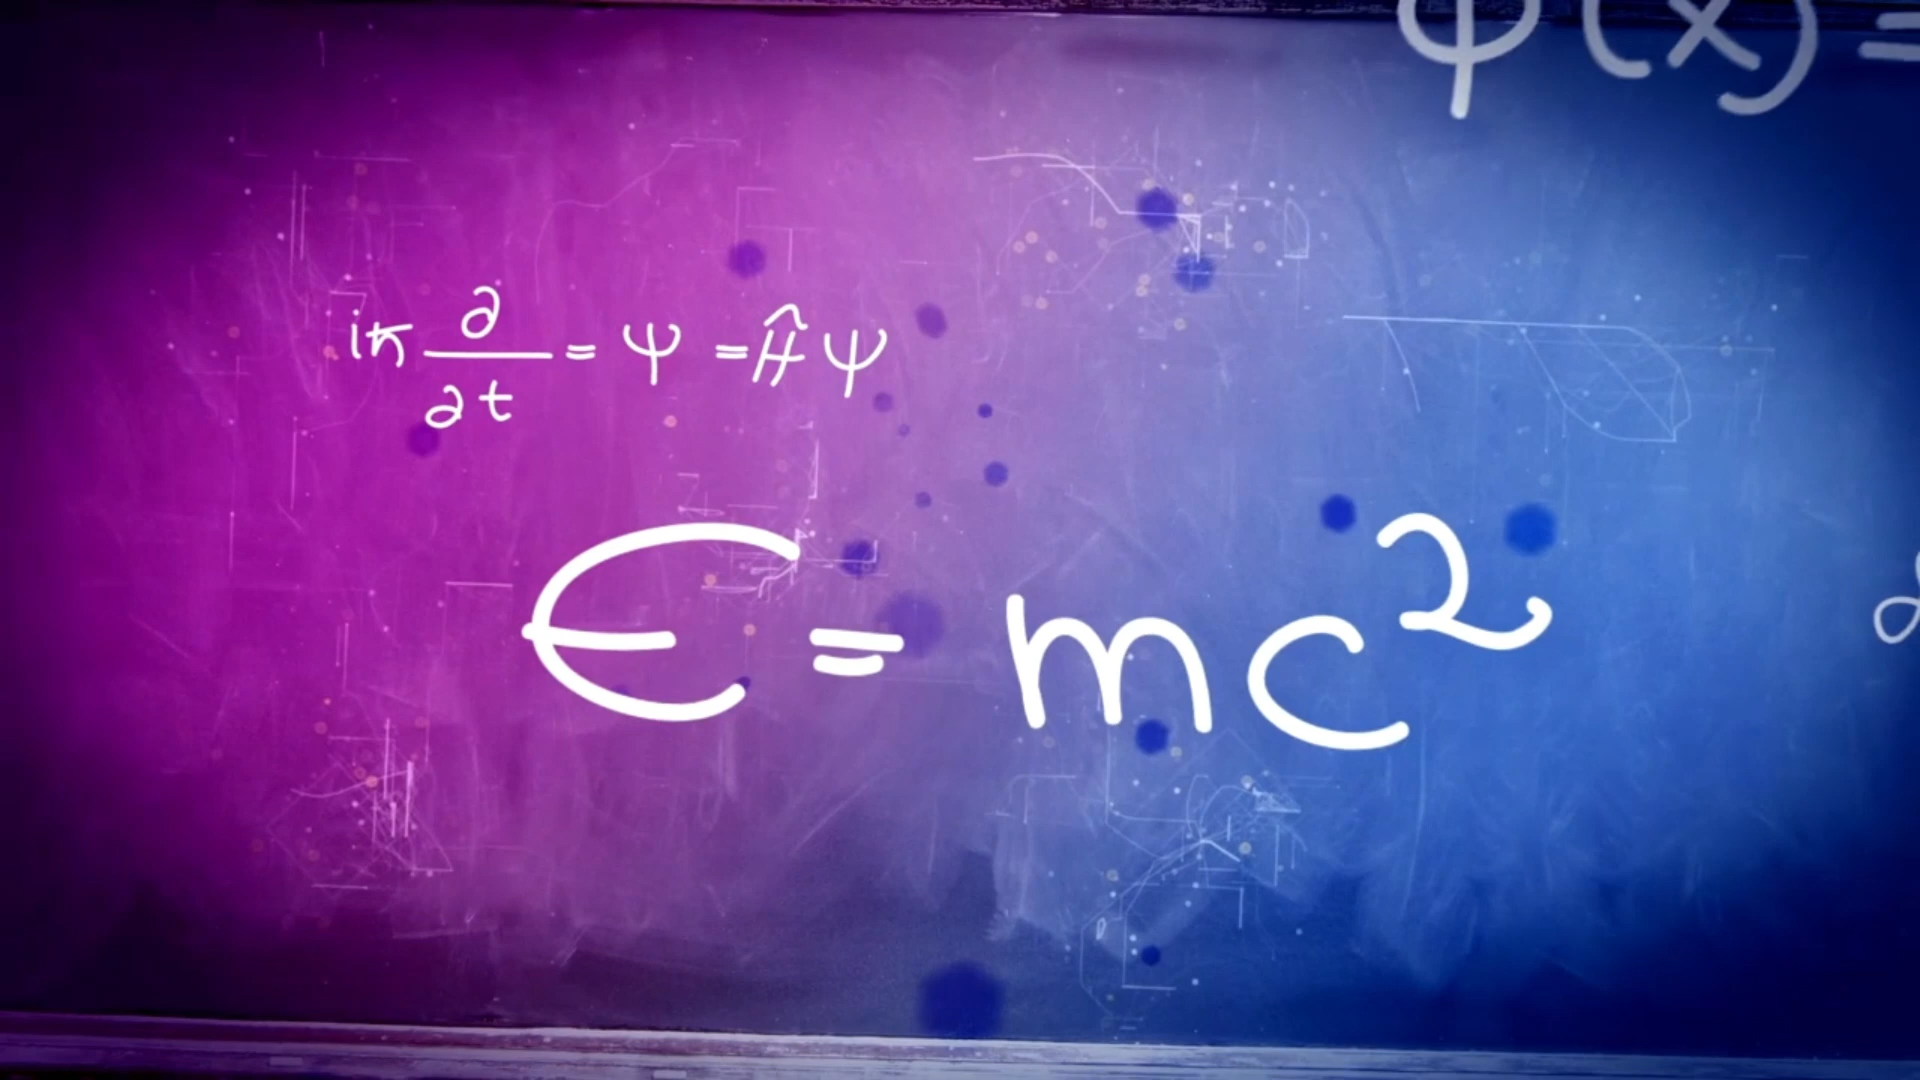 ψ(x) =
iħ ∂/∂t = ψ = Ĥψ
E = mc²